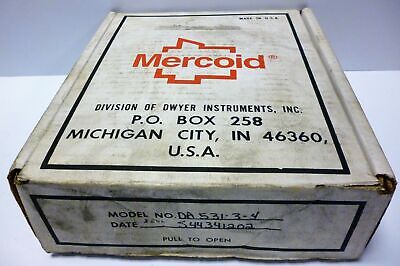 MADE IN U.S.A.
Mercoid®
DIVISION OF DWYER INSTRUMENTS, INC.
P.O. BOX 258
MICHIGAN CITY, IN 46360,
U.S.A.
MODEL NO. DA 531-3-4
DATE S44341202
PULL TO OPEN